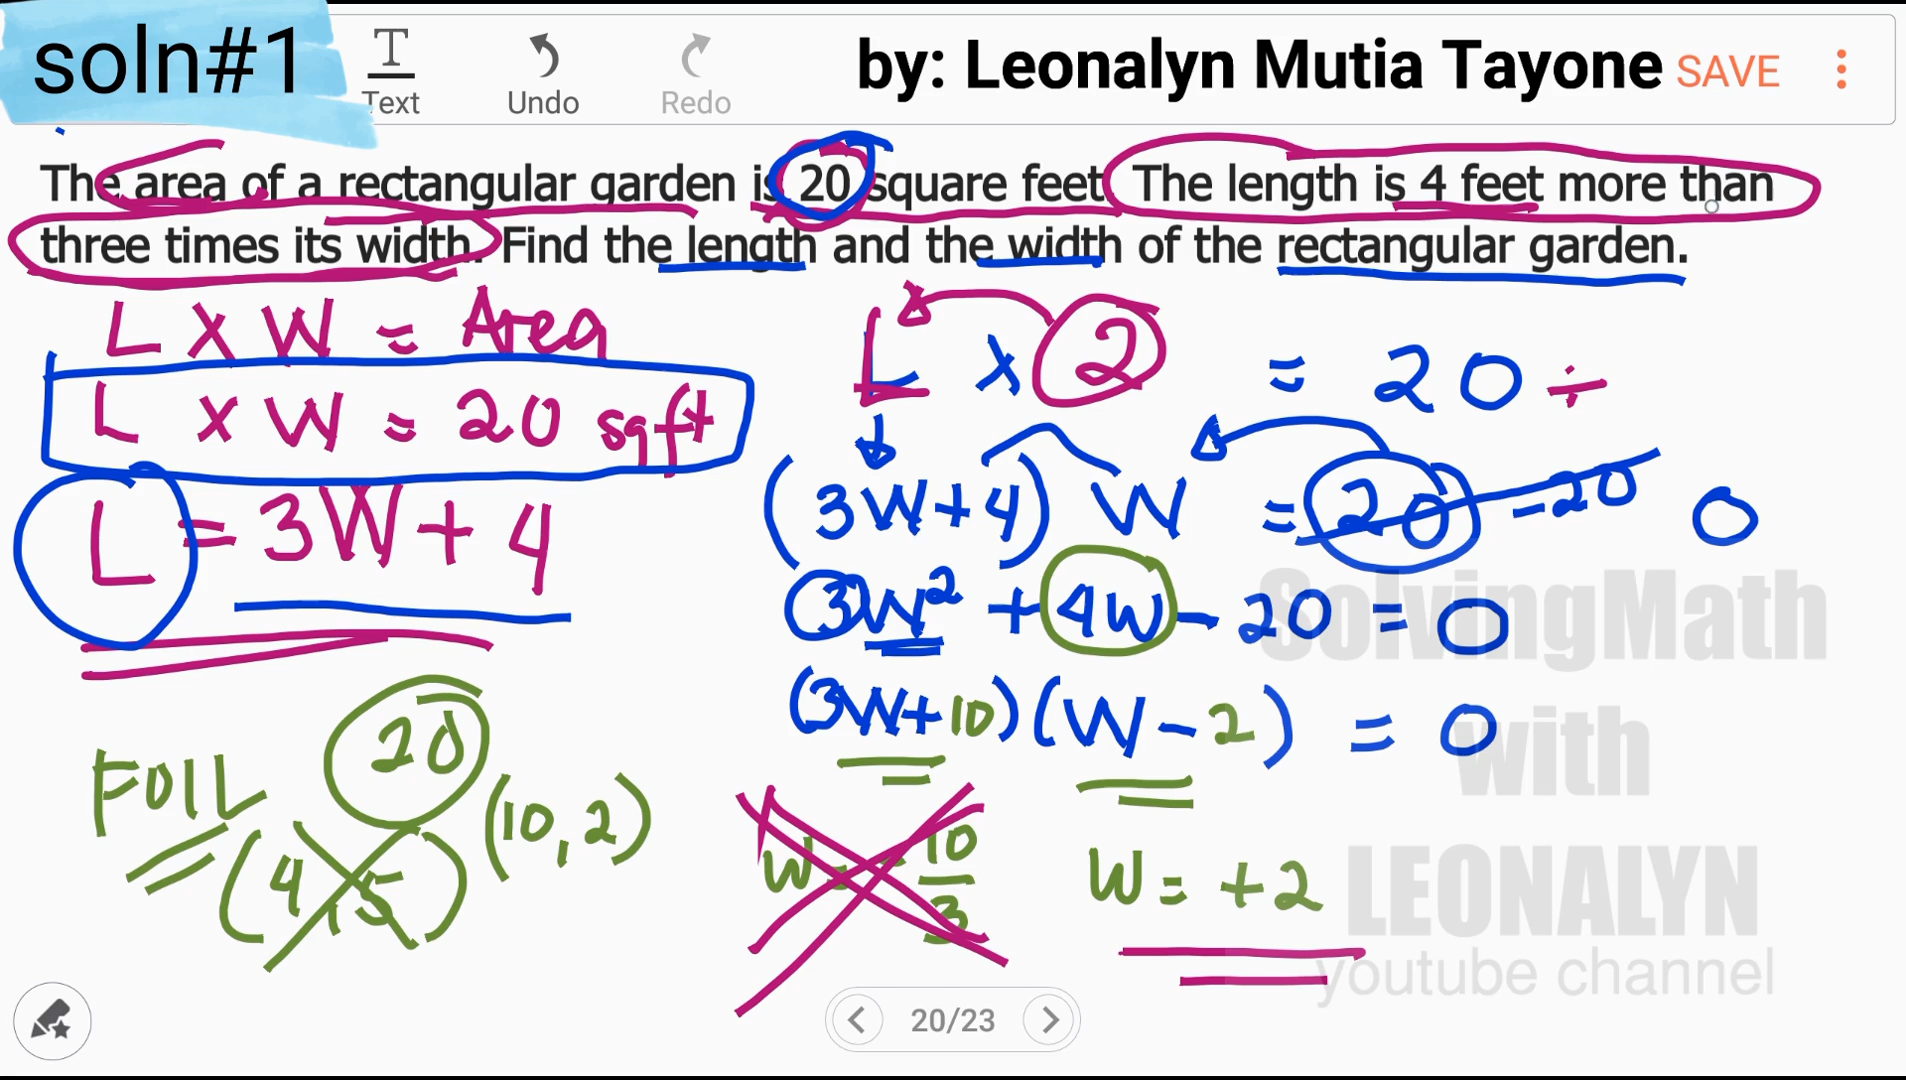 soln#1
Text
Undo
Redo
by: Leonalyn Mutia Tayone
SAVE
The area of a rectangular garden is 20 square feet. The length is 4 feet more than
three times its width. Find the length and the width of the rectangular garden.
L X W = Area
L X W = 20 sqft
L = 3W + 4
L x 2 = 20 ÷
(3W+4) W = 20 -20 0
3W² + 4W - 20 = 0
(3W+10)(W-2) = 0
FOIL
20
(4,5)
(10,2)
W = -10/3
W = +2
SolvingMath
with
LEONALYN
youtube channel
20/23